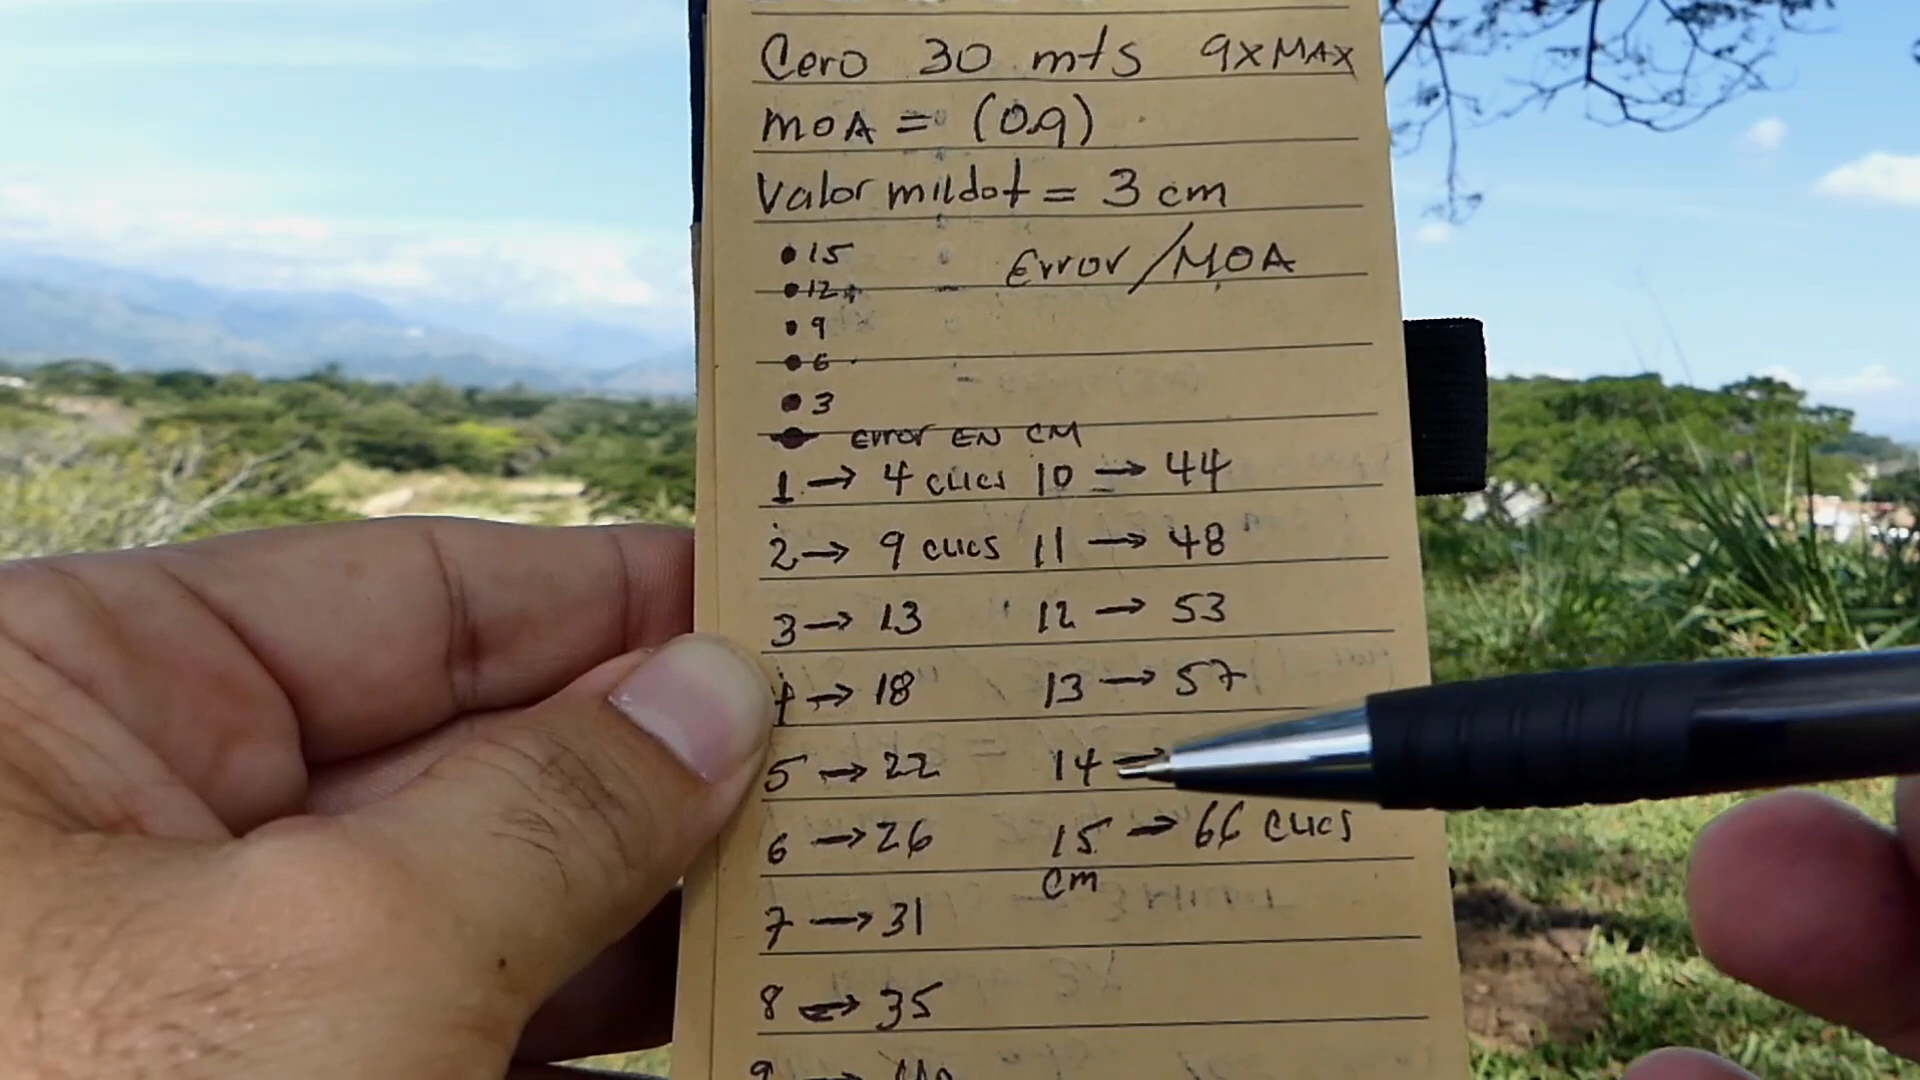 Cero 30 mts 9XMAX
MOA = (0.9)
Valor mildot = 3 cm
• 15
Error/MOA
• 12
• 9
• 6
• 3
error EN CM
1 → 4 clics 10 → 44
2 → 9 clics 11 → 48
3 → 13 12 → 53
→ 18 13 → 57
5 → 22 14 →
6 → 26 15 → 66 clics
cm
7 → 31
8 → 35
9 →